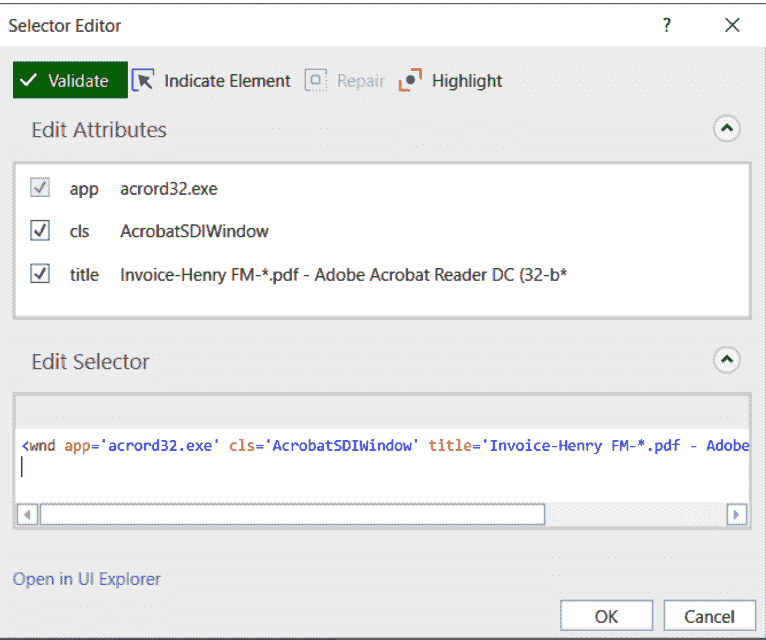 Selector Editor ?
Validate Indicate Element Repair Highlight
Edit Attributes
app acrord32.exe
cls AcrobatSDIWindow
title Invoice-Henry FM-*.pdf - Adobe Acrobat Reader DC (32-b*
Edit Selector
<wnd app='acrord32.exe' cls='AcrobatSDIWindow' title='Invoice-Henry FM-*.pdf - Adobe
Open in UI Explorer
OK Cancel